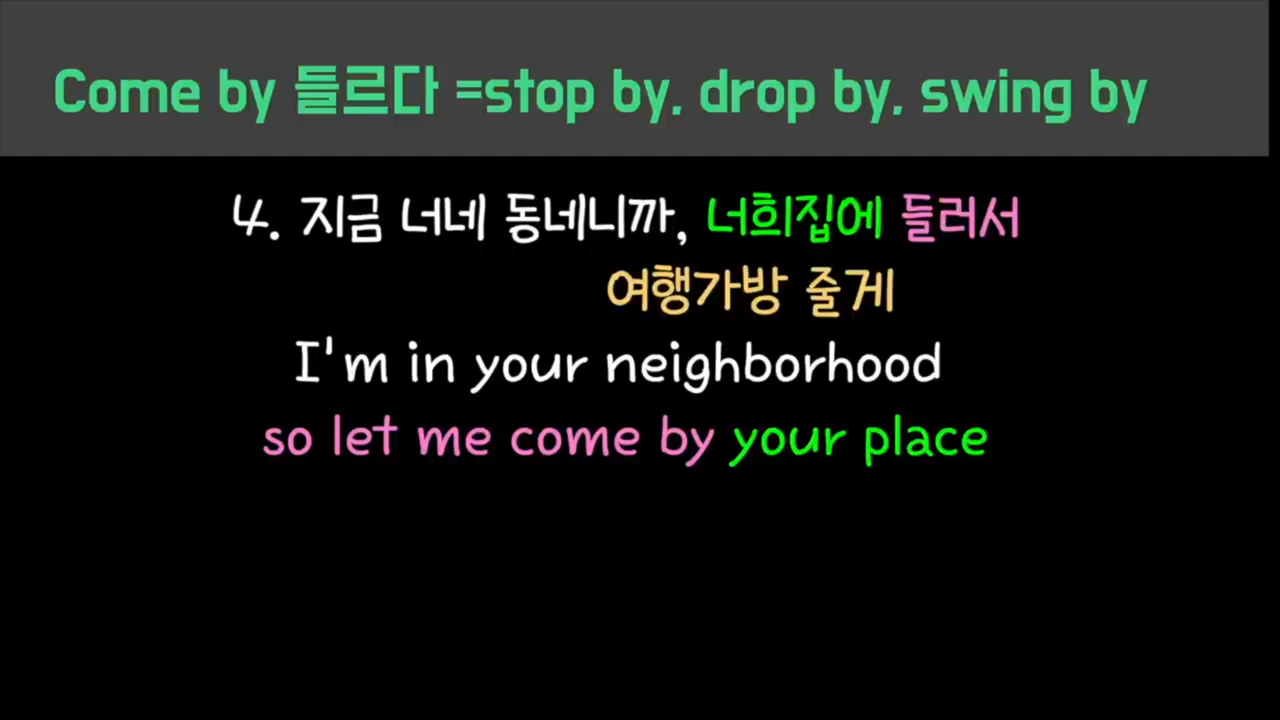 Come by 들르다 =stop by, drop by, swing by
4. 지금 너네 동네니까, 너희집에 들러서
여행가방 줄게
I'm in your neighborhood
so let me come by your place